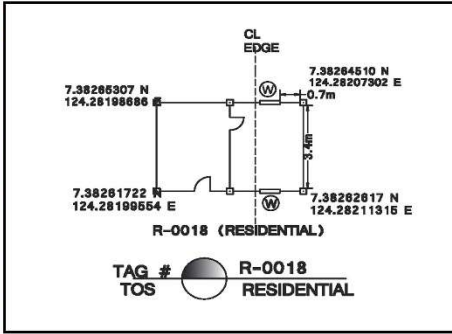 CL
EDGE
7.38264510 N
124.28207302 E
0.7m
7.38265307 N
124.28198686 E
W
3.4m
7.38261722 N
124.28199554 E
W
7.38262617 N
124.28211315 E
R-0018 (RESIDENTIAL)
TAG # R-0018
TOS RESIDENTIAL